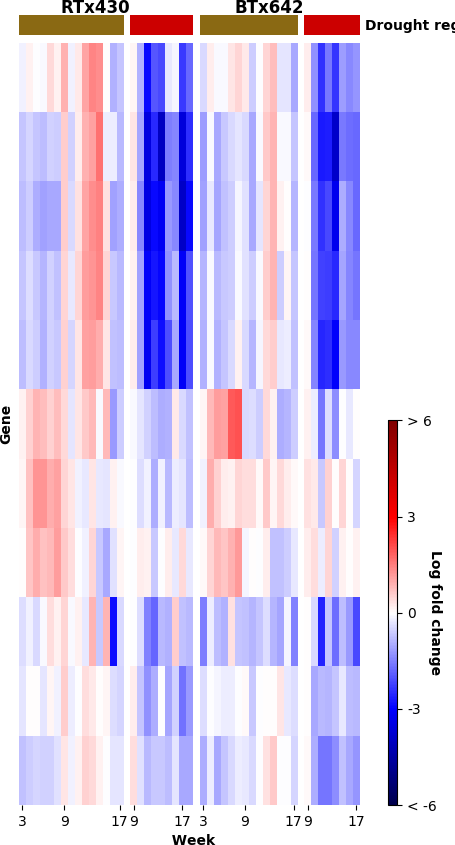 RTx430 BTx642
Drought reg
Gene
> 6
3
0
-3
< -6
Log fold change
3 9 17 9 17 3 9 17 9 17
Week